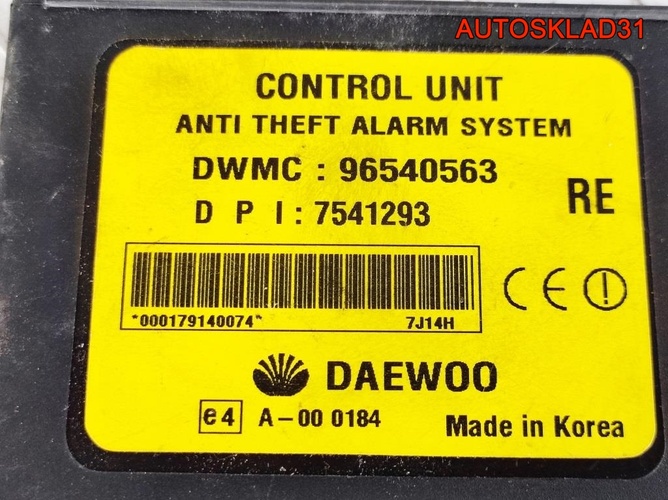 AUTOSKLAD31
CONTROL UNIT
ANTI THEFT ALARM SYSTEM
DWMC : 96540563
D P I : 7541293
RE
*000179140074*
7J14H
CE
DAEWOO
e4 A-00 0184
Made in Korea